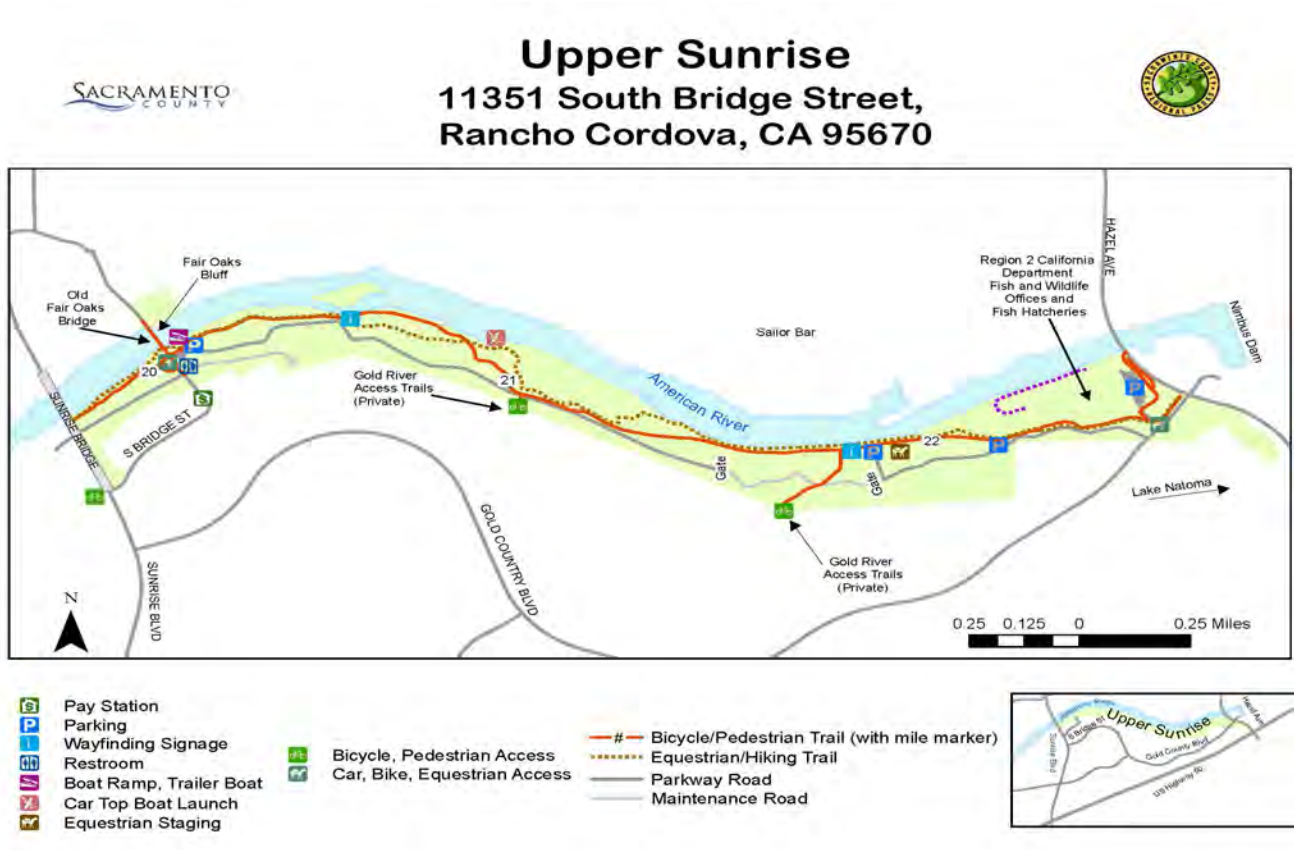 Upper Sunrise
11351 South Bridge Street,
Rancho Cordova, CA 95670
SACRAMENTO
COUNTY
SACRAMENTO COUNTY
REGIONAL PARKS
Fair Oaks
Bluff
Old
Fair Oaks
Bridge
20
SUNRISE BRIDGE
S BRIDGE ST
SUNRISE BLVD
N
Gold River
Access Trails
(Private)
21
GOLD COUNTRY BLVD
Sailor Bar
American River
Gate
Gate
22
Gold River
Access Trails
(Private)
Region 2 California
Department
Fish and Wildlife
Offices and
Fish Hatcheries
HAZEL AVE
Nimbus Dam
Lake Natoma
0.25 0.125 0 0.25 Miles
Pay Station
Parking
Wayfinding Signage
Restroom
Boat Ramp, Trailer Boat
Car Top Boat Launch
Equestrian Staging
Bicycle, Pedestrian Access
Car, Bike, Equestrian Access
# Bicycle/Pedestrian Trail (with mile marker)
Equestrian/Hiking Trail
Parkway Road
Maintenance Road
Upper Sunrise
S Bridge St
Sunrise Blvd
Gold County Blvd
US Highway 50